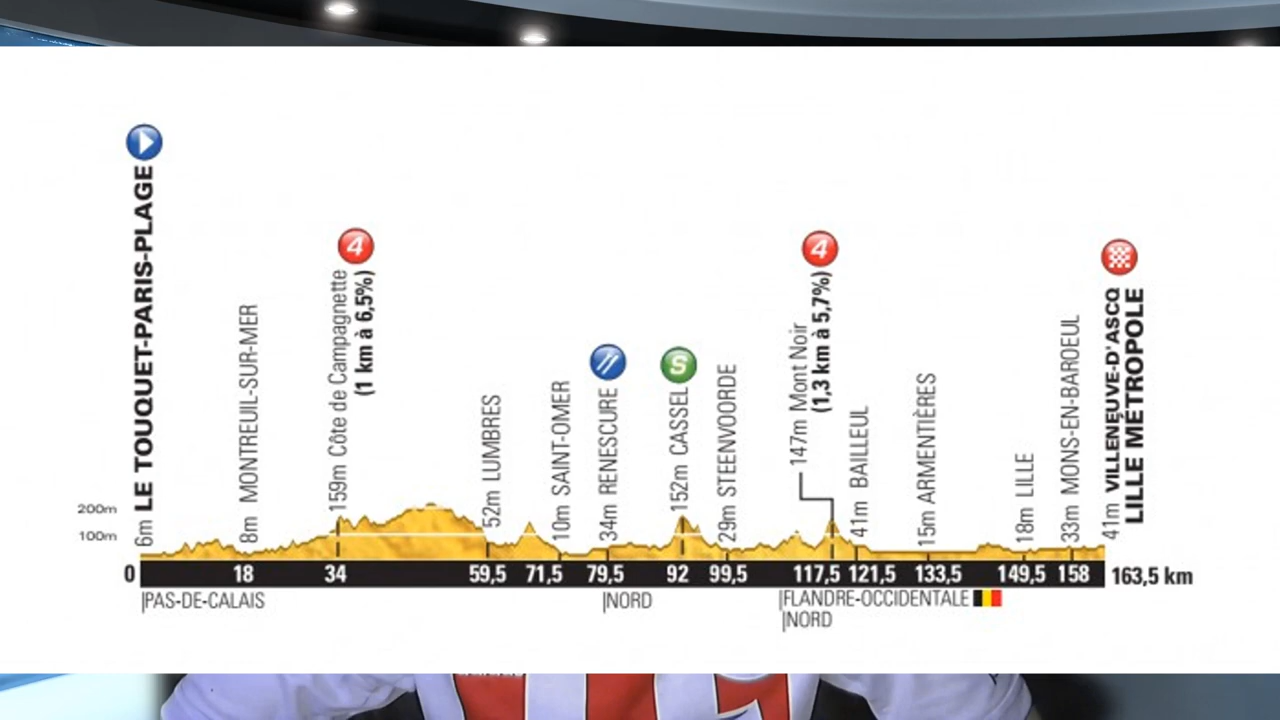 LE TOUQUET-PARIS-PLAGE
6m
8m MONTREUIL-SUR-MER
4
159m Côte de Campagnette
(1 km à 6,5%)
52m LUMBRES
10m SAINT-OMER
34m RENESCURE
S
152m CASSEL
29m STEENVOORDE
4
147m Mont Noir
(1,3 km à 5,7%)
41m BAILLEUL
15m ARMENTIÈRES
18m LILLE
33m MONS-EN-BAROEUL
41m VILLENEUVE-D'ASCQ
LILLE MÉTROPOLE
200m
100m
0 18 34 59,5 71,5 79,5 92 99,5 117,5 121,5 133,5 149,5 158 163,5 km
|PAS-DE-CALAIS |NORD |FLANDRE-OCCIDENTALE
|NORD